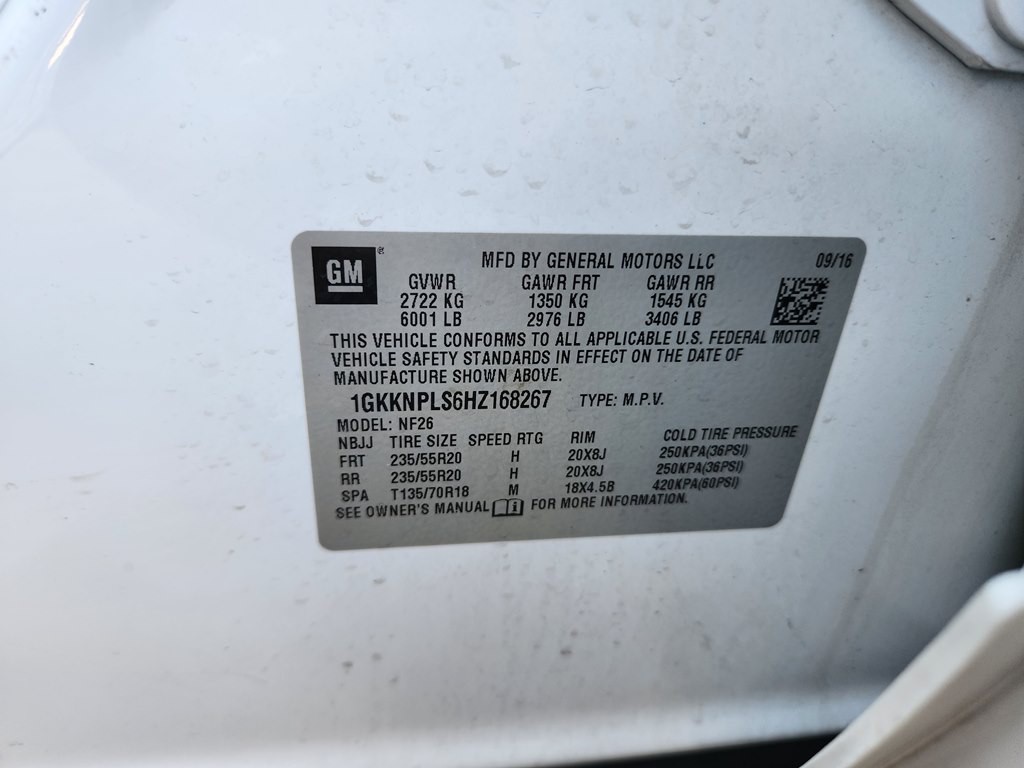 GM
®
MFD BY GENERAL MOTORS LLC 09/16
GVWR GAWR FRT GAWR RR
2722 KG 1350 KG 1545 KG
6001 LB 2976 LB 3406 LB
THIS VEHICLE CONFORMS TO ALL APPLICABLE U.S. FEDERAL MOTOR
VEHICLE SAFETY STANDARDS IN EFFECT ON THE DATE OF
MANUFACTURE SHOWN ABOVE.
1GKKNPLS6HZ168267 TYPE: M.P.V.
MODEL: NF26
NBJJ TIRE SIZE SPEED RTG RIM COLD TIRE PRESSURE
FRT 235/55R20 H 20X8J 250KPA(36PSI)
RR 235/55R20 H 20X8J 250KPA(36PSI)
SPA T135/70R18 M 18X4.5B 420KPA(60PSI)
SEE OWNER'S MANUAL i FOR MORE INFORMATION.